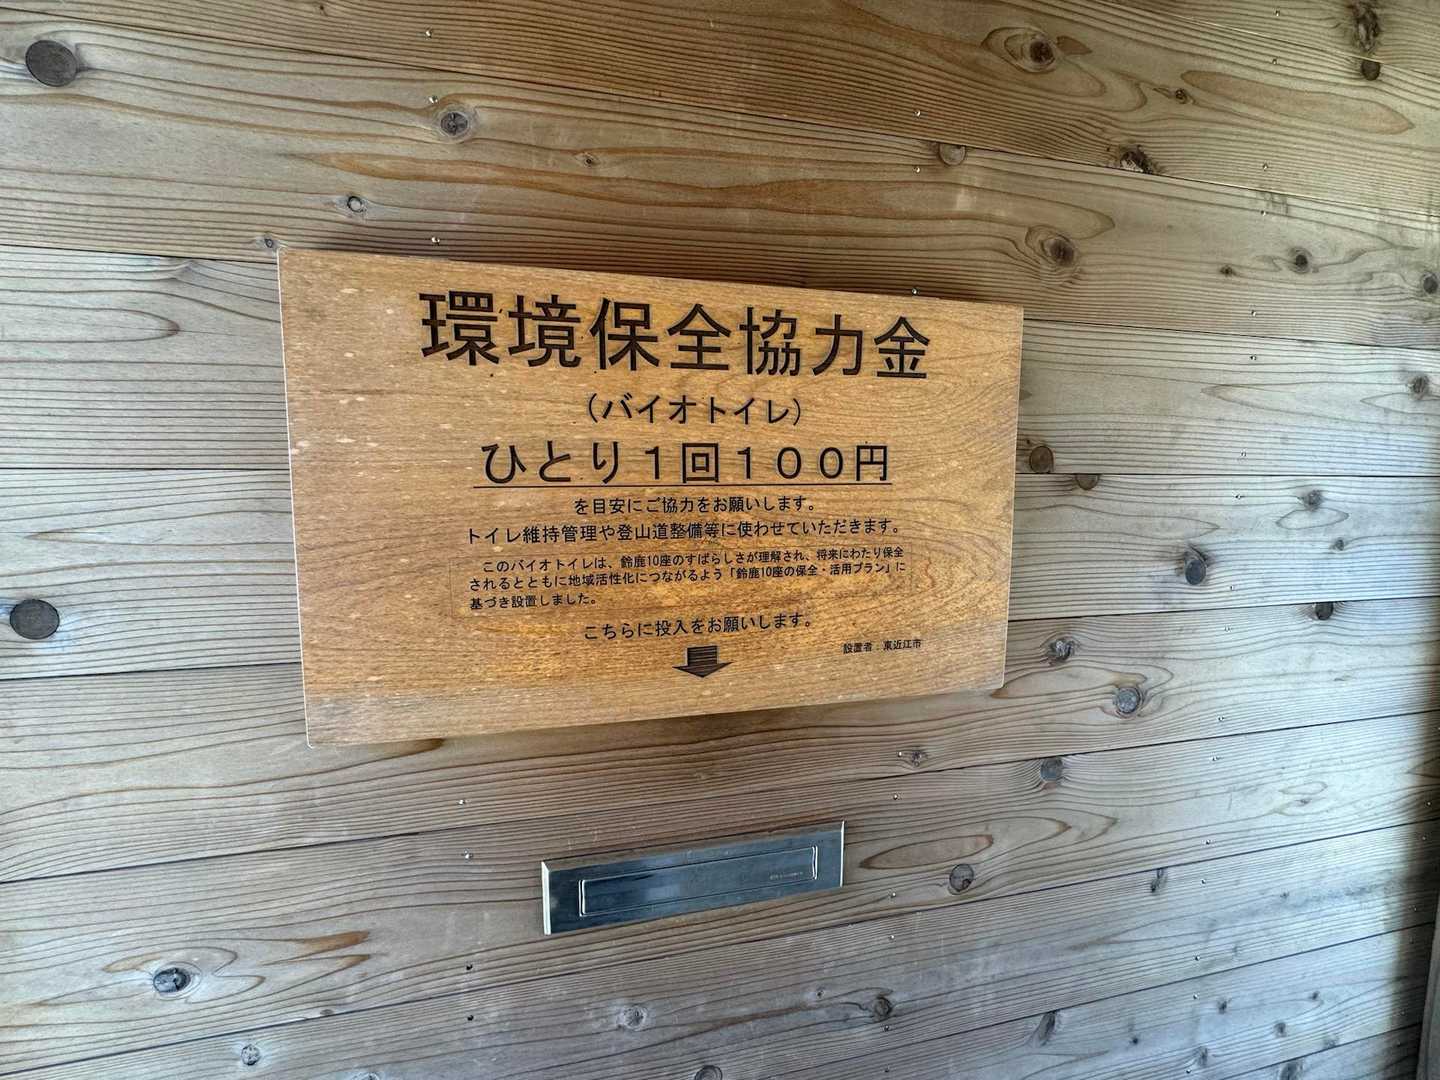 環境保全協力金
（バイオトイレ）
ひとり１回１００円
を目安にご協力をお願いします。
トイレ維持管理や登山道整備等に使わせていただきます。
このバイオトイレは、鈴鹿10座のすばらしさが理解され、将来にわたり保全
されるとともに地域活性化につながるよう「鈴鹿10座の保全・活用プラン」に
基づき設置しました。
こちらに投入をお願いします。
設置者：東近江市